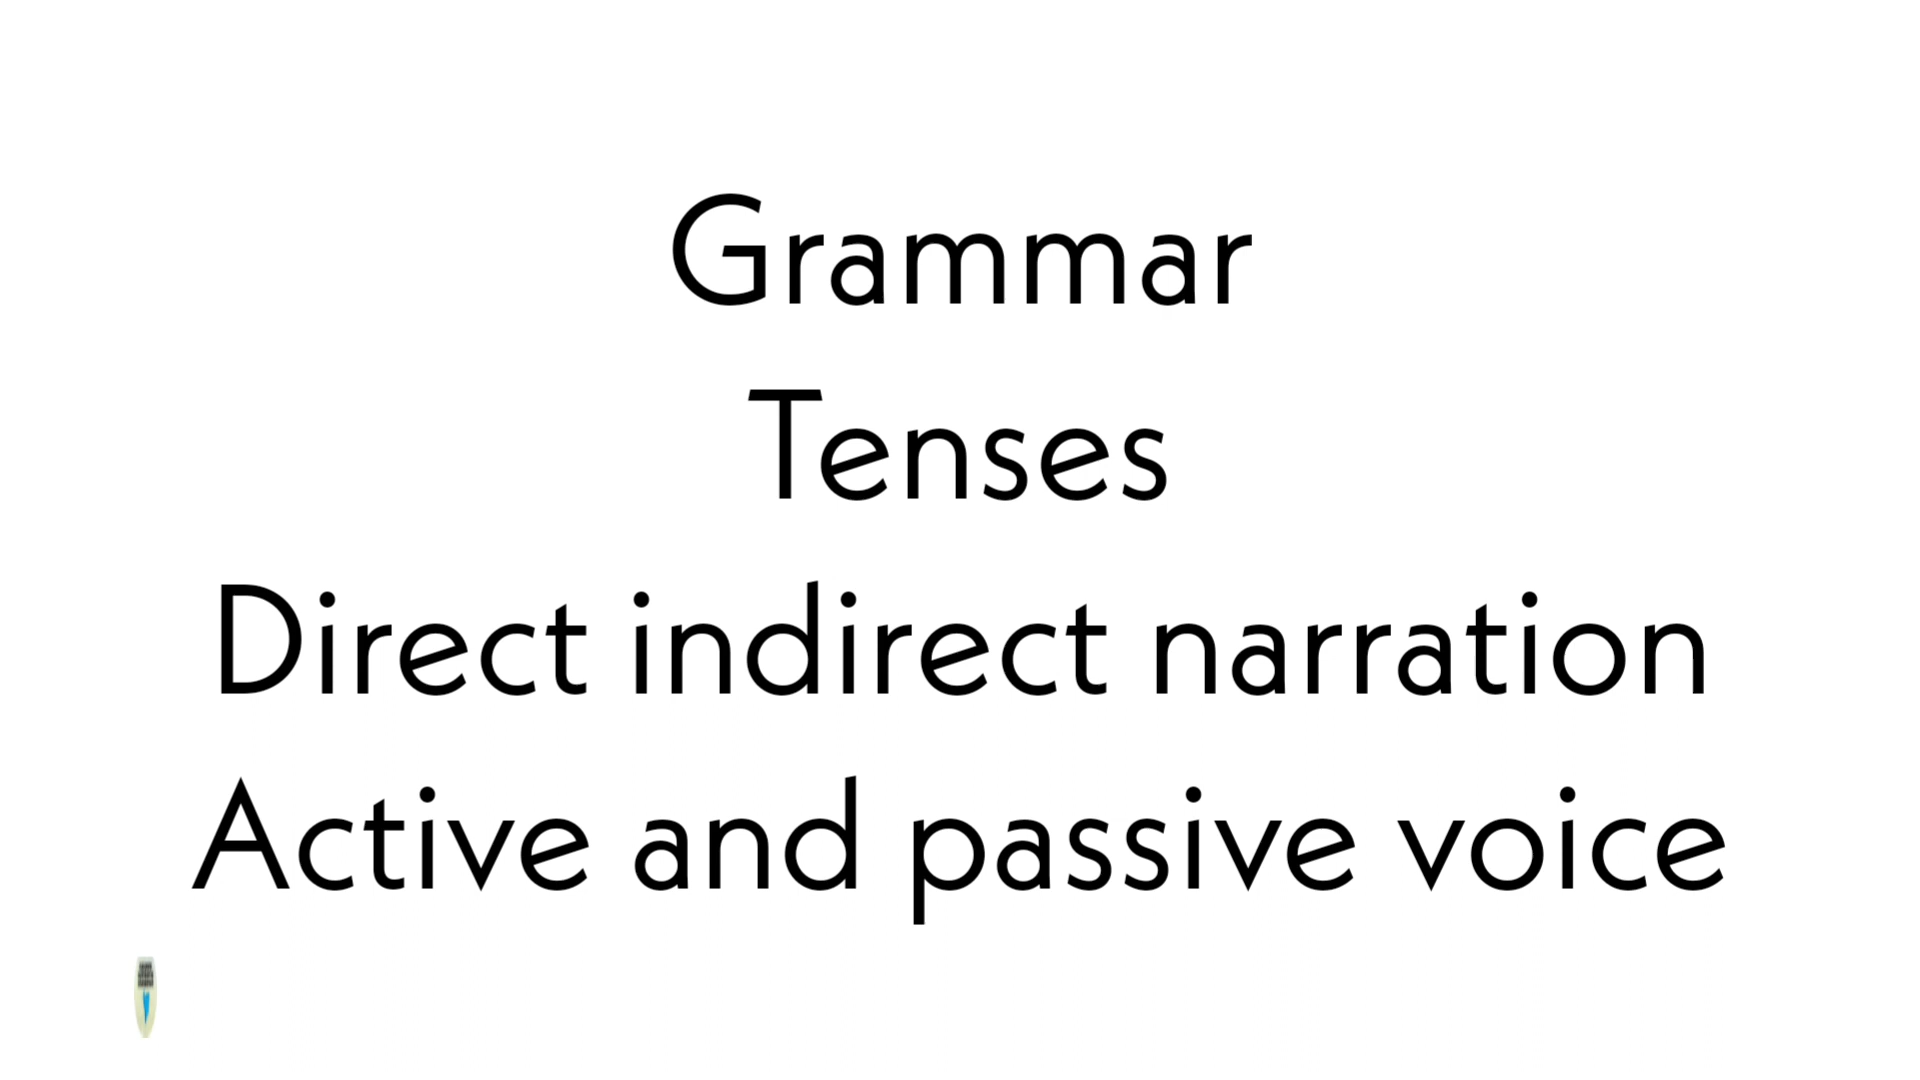 Grammar
Tenses
Direct indirect narration
Active and passive voice